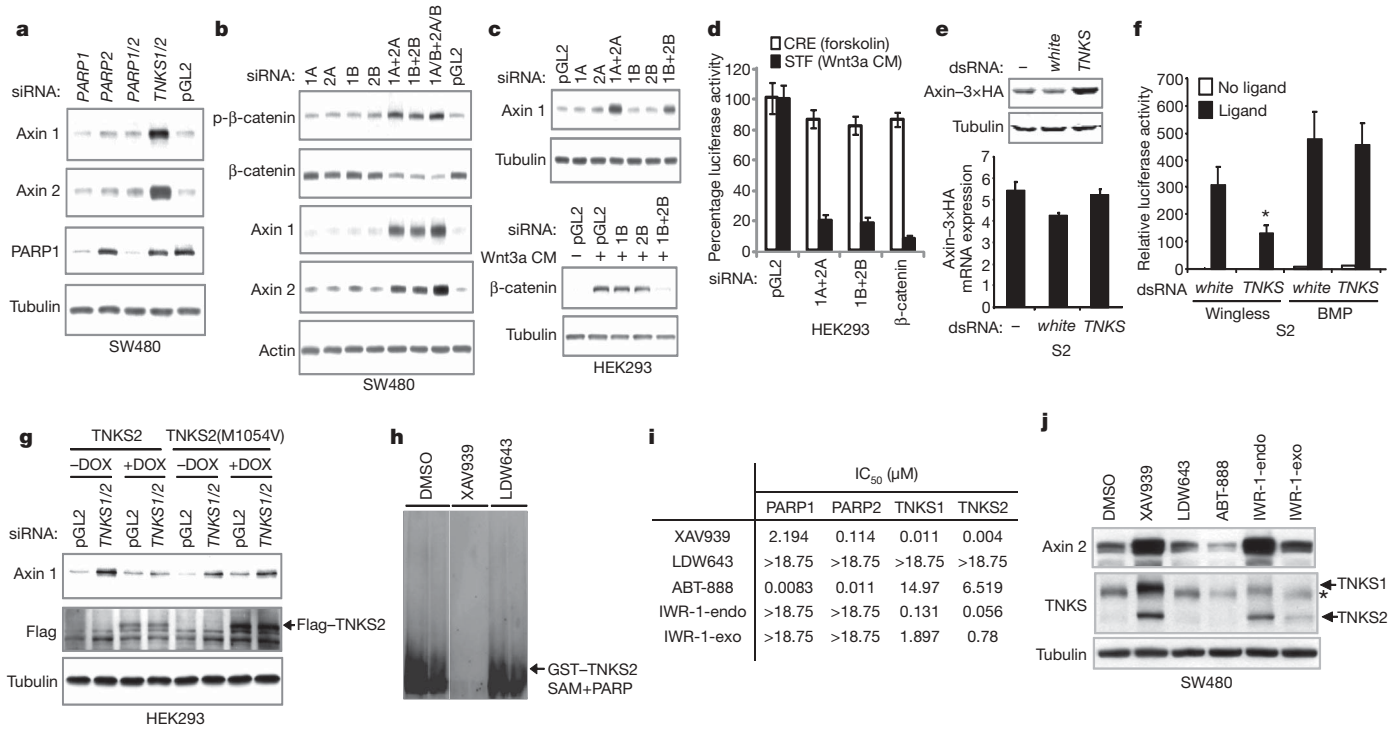 a
siRNA: PARP1 PARP2 PARP1/2 TNKS1/2 pGL2
Axin 1
Axin 2
PARP1
Tubulin
SW480
b
siRNA: 1A 2A 1B 2B 1A+2A 1B+2B 1A/B+2A/B pGL2
p-β-catenin
β-catenin
Axin 1
Axin 2
Actin
SW480
c
siRNA: pGL2 1A 2A 1A+2A 1B 2B 1B+2B
Axin 1
Tubulin
siRNA: pGL2 pGL2 1B 2B 1B+2B
Wnt3a CM – + + + +
β-catenin
Tubulin
HEK293
d
CRE (forskolin)
STF (Wnt3a CM)
Percentage luciferase activity
120
100
80
60
40
20
0
siRNA: pGL2 1A+2A 1B+2B β-catenin
HEK293
e
dsRNA: – white TNKS
Axin–3×HA
Tubulin
Axin–3×HA
mRNA expression
7
6
5
4
3
2
1
0
dsRNA: – white TNKS
S2
f
No ligand
Ligand
Relative luciferase activity
700
600
500
400
300
200
100
0
*
dsRNA white TNKS white TNKS
Wingless BMP
S2
g
TNKS2 TNKS2(M1054V)
–DOX +DOX –DOX +DOX
siRNA: pGL2 TNKS1/2 pGL2 TNKS1/2 pGL2 TNKS1/2 pGL2 TNKS1/2
Axin 1
Flag
Flag–TNKS2
Tubulin
HEK293
h
DMSO XAV939 LDW643
GST–TNKS2
SAM+PARP
i
IC50 (μM)
PARP1 PARP2 TNKS1 TNKS2
XAV939 2.194 0.114 0.011 0.004
LDW643 >18.75 >18.75 >18.75 >18.75
ABT-888 0.0083 0.011 14.97 6.519
IWR-1-endo >18.75 >18.75 0.131 0.056
IWR-1-exo >18.75 >18.75 1.897 0.78
j
DMSO XAV939 LDW643 ABT-888 IWR-1-endo IWR-1-exo
Axin 2
TNKS
TNKS1
*
TNKS2
Tubulin
SW480